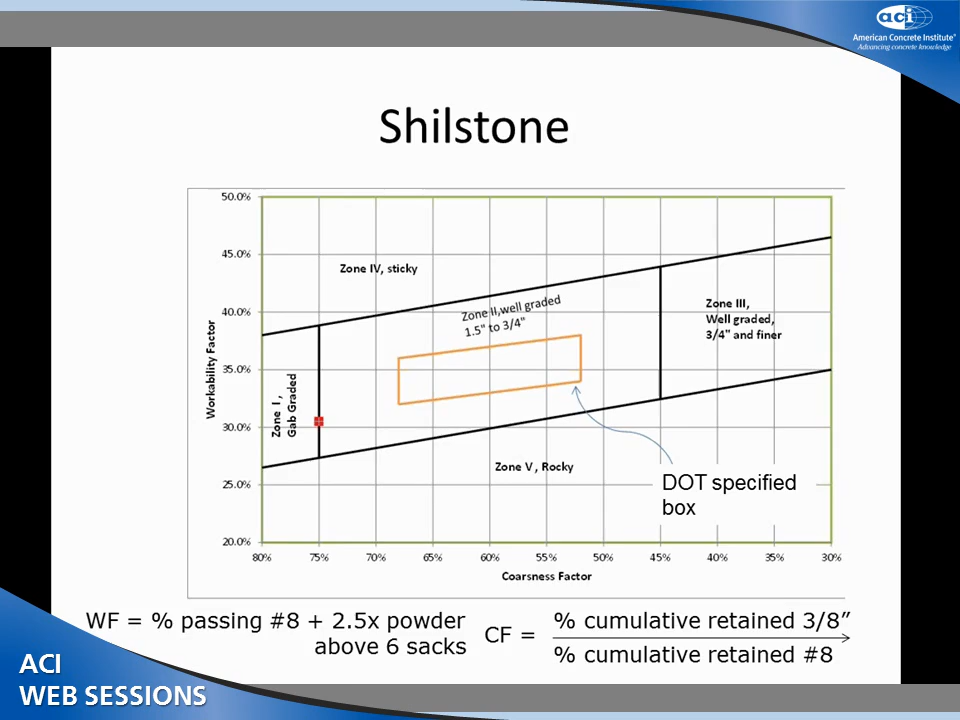 aci
American Concrete Institute®
Advancing concrete knowledge
Shilstone
50.0%
45.0%
40.0%
35.0%
30.0%
25.0%
20.0%
Workability Factor
Zone IV, sticky
Zone II,well graded
1.5" to 3/4"
Zone III,
Well graded,
3/4" and finer
Zone I,
Gab Graded
Zone V, Rocky
DOT specified
box
80% 75% 70% 65% 60% 55% 50% 45% 40% 35% 30%
Coarsness Factor
WF = % passing #8 + 2.5x powder
above 6 sacks
CF =
% cumulative retained 3/8”
% cumulative retained #8
ACI
WEB SESSIONS